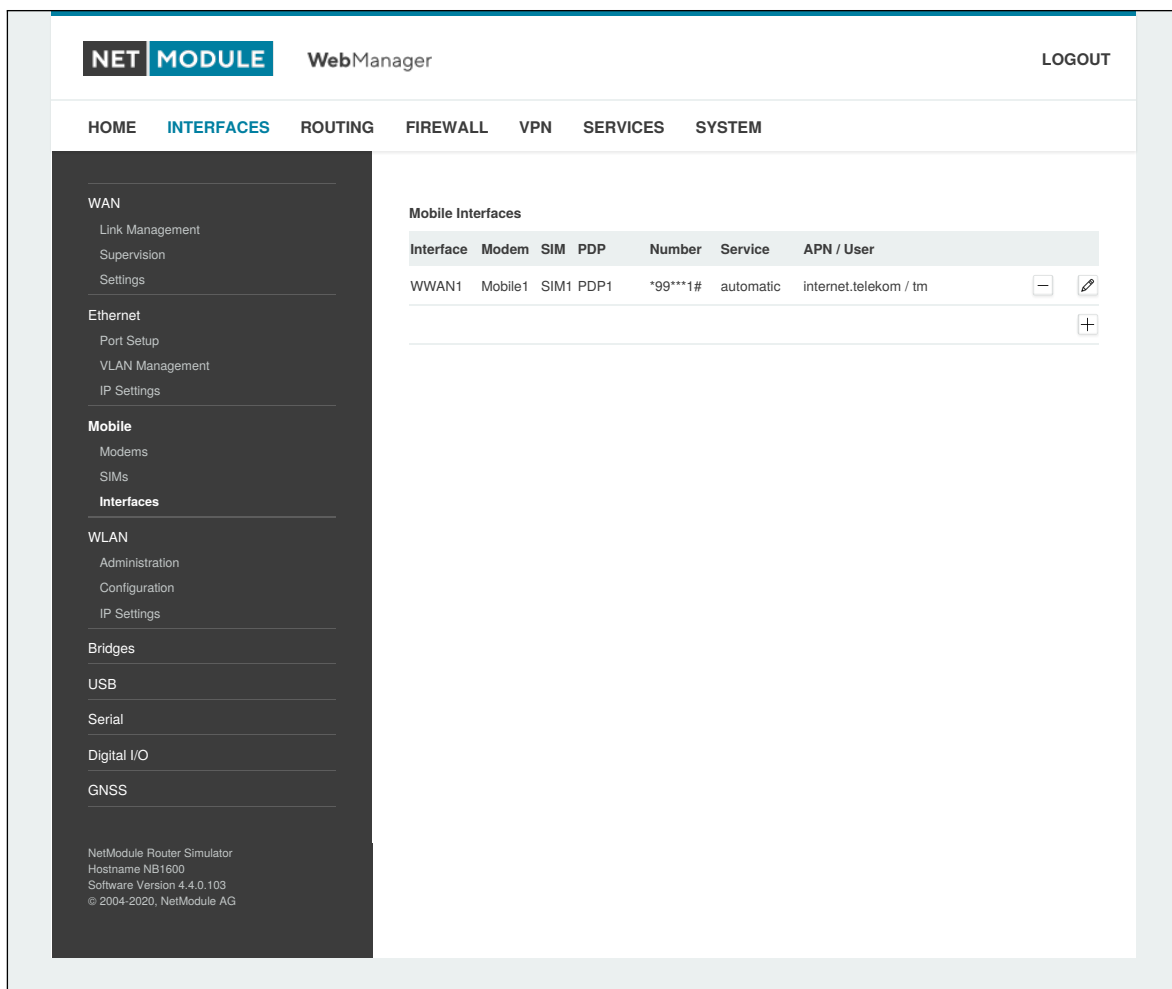 NET MODULE WebManager LOGOUT
HOME INTERFACES ROUTING FIREWALL VPN SERVICES SYSTEM
WAN
Link Management
Supervision
Settings
Ethernet
Port Setup
VLAN Management
IP Settings
Mobile
Modems
SIMs
Interfaces
WLAN
Administration
Configuration
IP Settings
Bridges
USB
Serial
Digital I/O
GNSS
NetModule Router Simulator
Hostname NB1600
Software Version 4.4.0.103
© 2004-2020, NetModule AG
Mobile Interfaces
Interface Modem SIM PDP Number Service APN / User
WWAN1 Mobile1 SIM1 PDP1 *99***1# automatic internet.telekom / tm